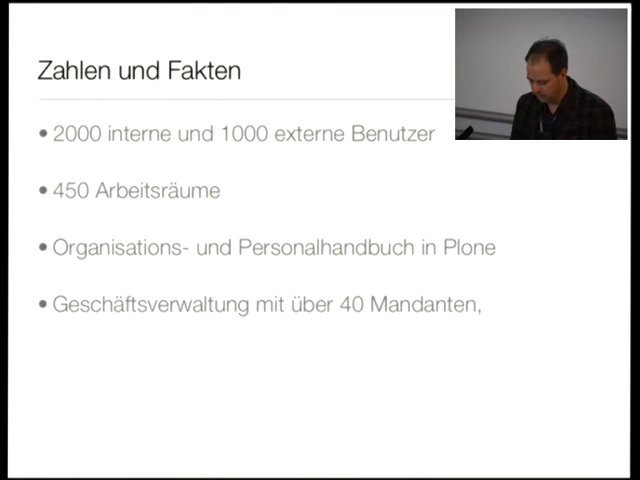 Zahlen und Fakten
• 2000 interne und 1000 externe Benutzer
• 450 Arbeitsräume
• Organisations- und Personalhandbuch in Plone
• Geschäftsverwaltung mit über 40 Mandanten,